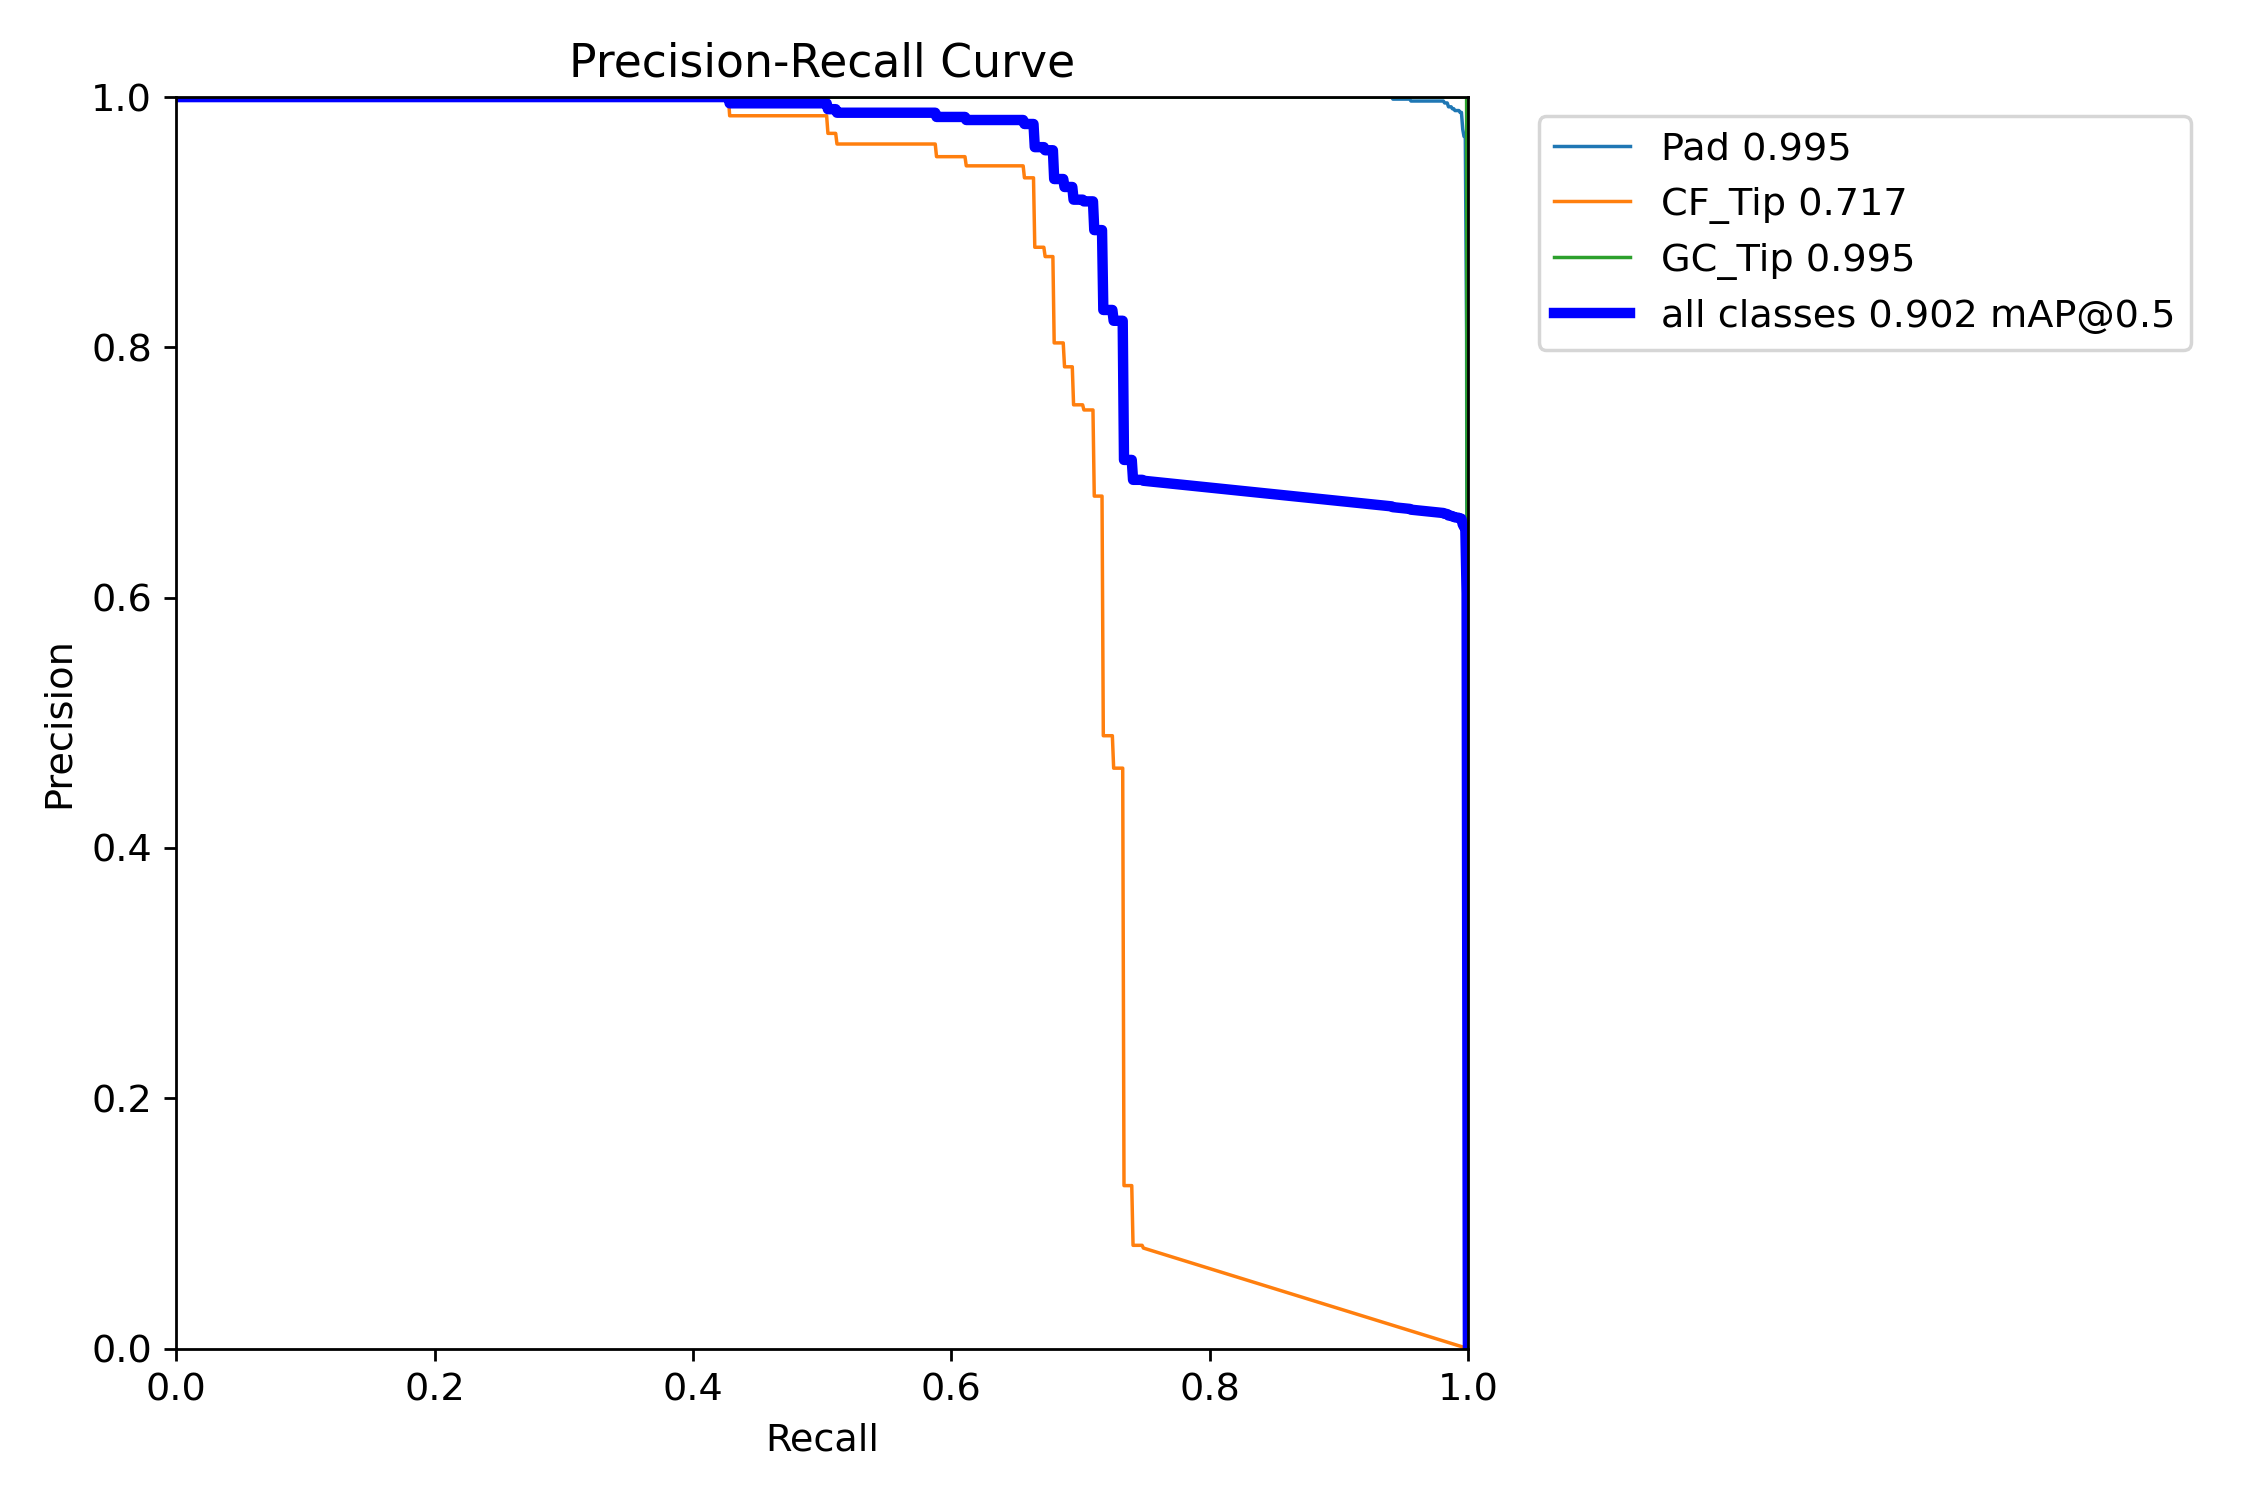 Precision-Recall Curve
1.0
0.8
0.6
0.4
0.2
0.0
Precision
0.0 0.2 0.4 0.6 0.8 1.0
Recall
Pad 0.995
CF_Tip 0.717
GC_Tip 0.995
all classes 0.902 mAP@0.5